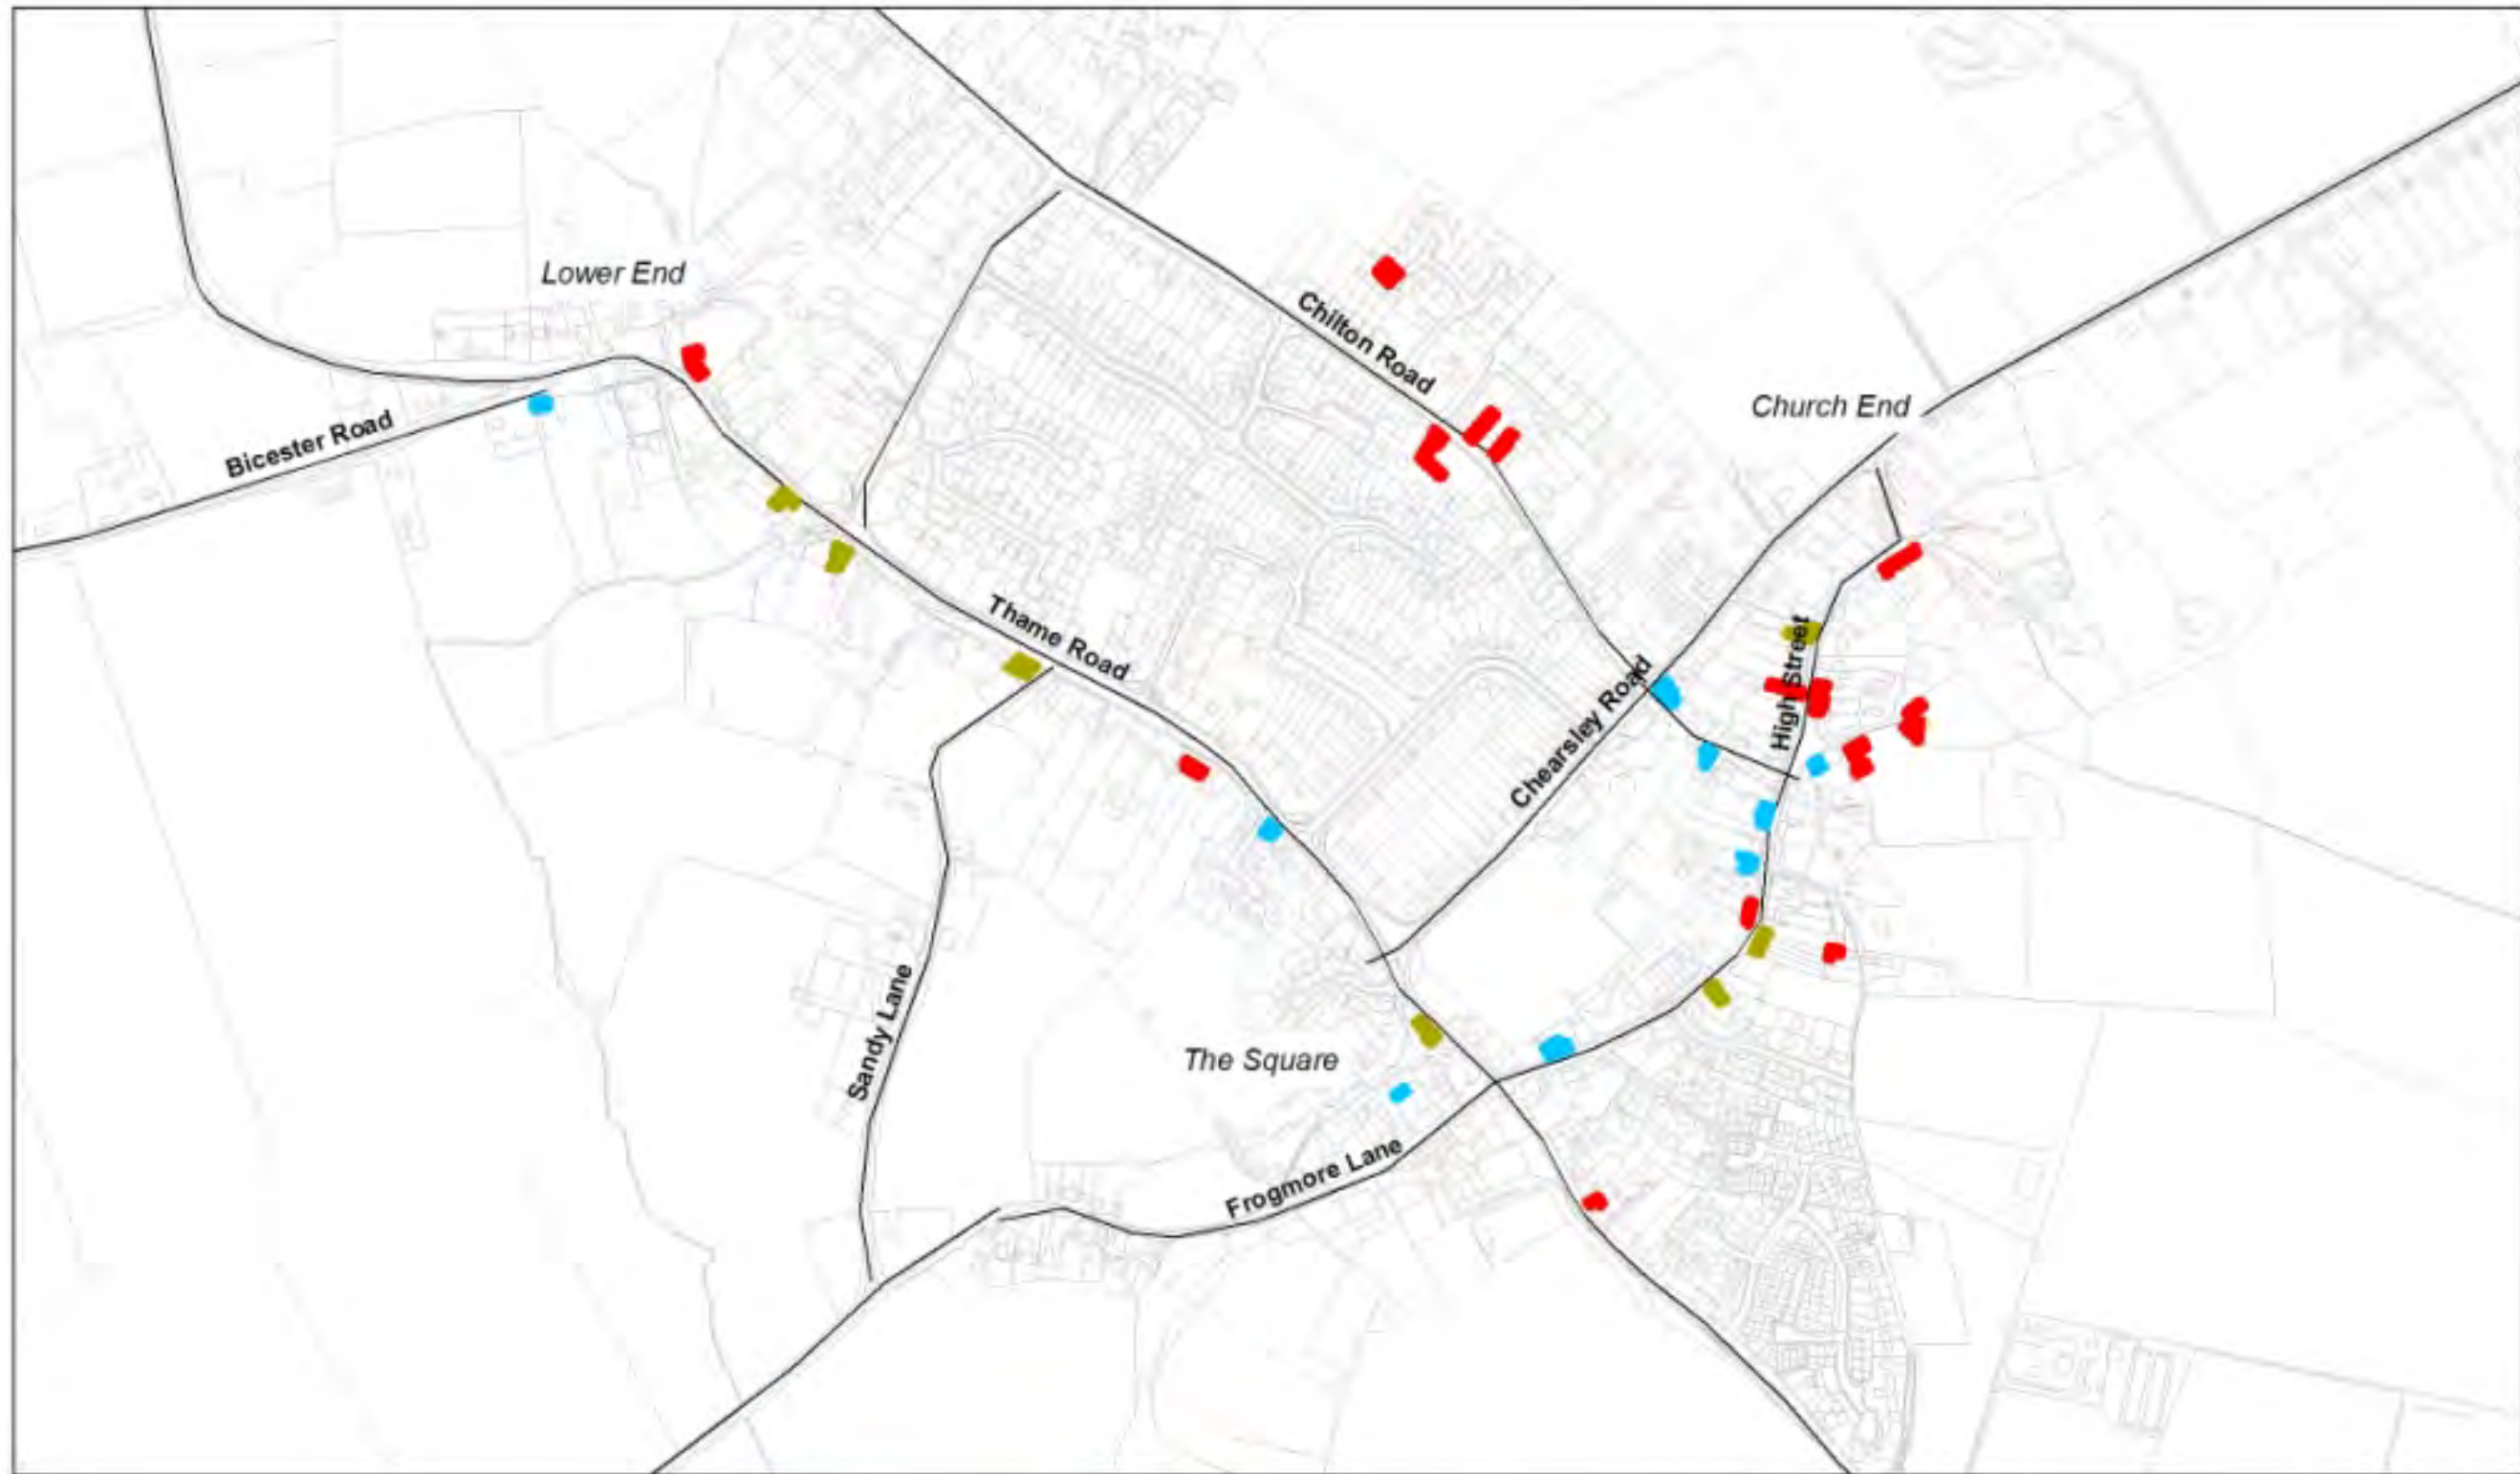 Lower End
Chilton Road
Church End
Bicester Road
Thame Road
High Street
Chearsley Road
Sandy Lane
The Square
Frogmore Lane